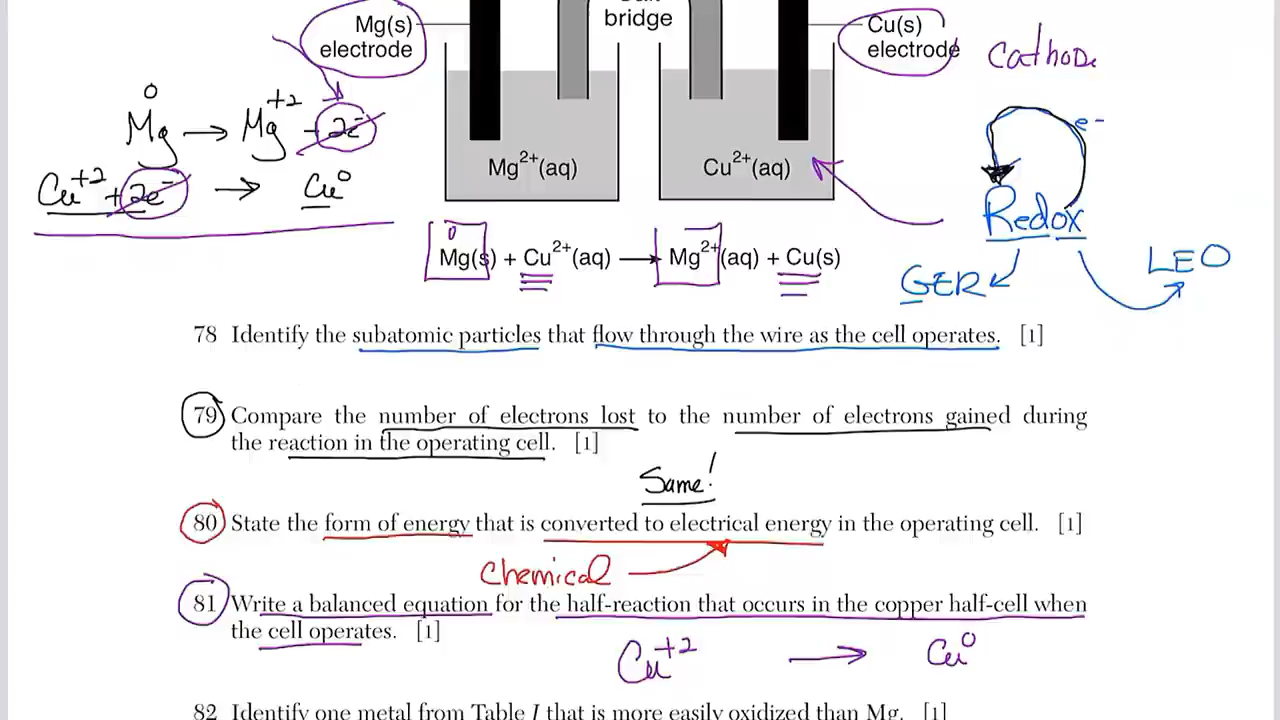 Salt
bridge
Mg(s)
electrode
Cu(s)
electrode
Cathode
Mg⁰ → Mg⁺² + 2e⁻
Cu⁺² + 2e⁻ → Cu⁰
Mg²⁺(aq)
Cu²⁺(aq)
e-
Redox
GER
LEO
0
Mg(s) + Cu²⁺(aq) → Mg²⁺(aq) + Cu(s)
78 Identify the subatomic particles that flow through the wire as the cell operates. [1]
79 Compare the number of electrons lost to the number of electrons gained during
the reaction in the operating cell. [1]
Same!
80 State the form of energy that is converted to electrical energy in the operating cell. [1]
Chemical
81 Write a balanced equation for the half-reaction that occurs in the copper half-cell when
the cell operates. [1]
Cu⁺² → Cu⁰
82 Identify one metal from Table I that is more easily oxidized than Mg. [1]